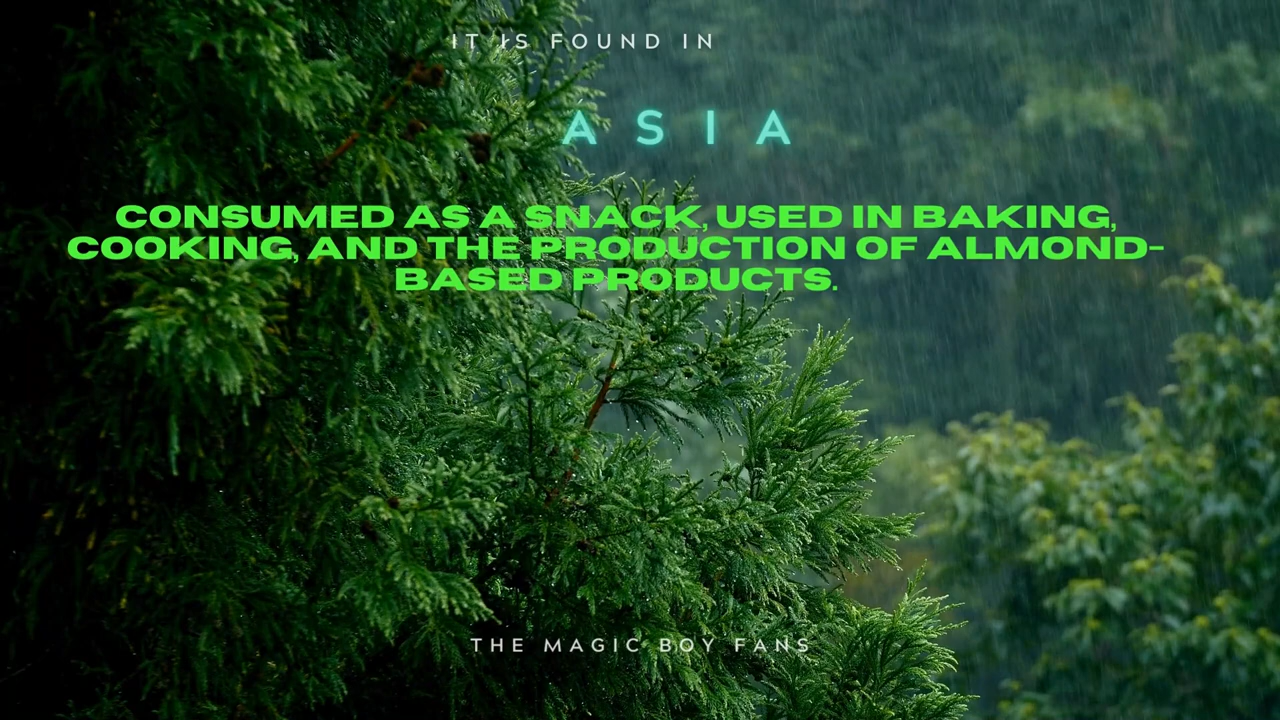 IT IS FOUND IN
ASIA
CONSUMED AS A SNACK, USED IN BAKING,
COOKING, AND THE PRODUCTION OF ALMOND-
BASED PRODUCTS.
THE MAGIC BOY FANS